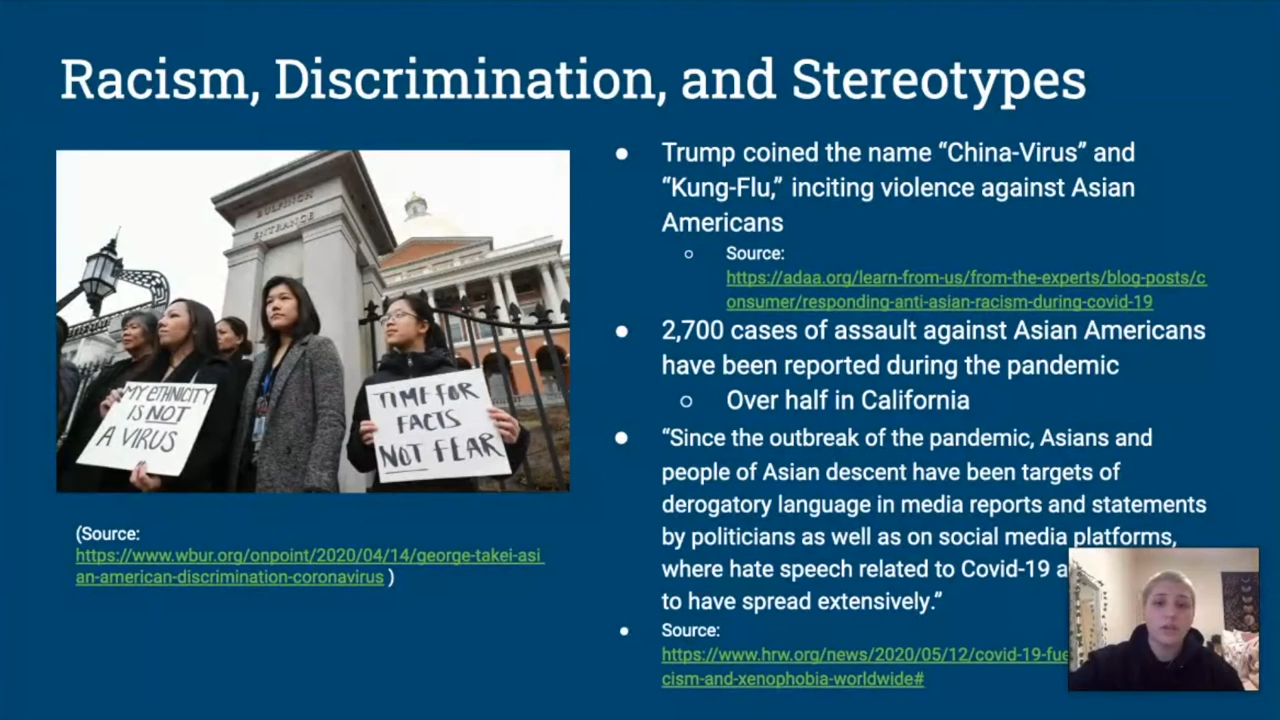 Racism, Discrimination, and Stereotypes
BULFINCH
ENTRANCE
MY ETHNICITY
IS NOT
A VIRUS
TIME FOR
FACTS
NOT FEAR
(Source:
https://www.wbur.org/onpoint/2020/04/14/george-takei-asi
an-american-discrimination-coronavirus )
● Trump coined the name “China-Virus” and
“Kung-Flu,” inciting violence against Asian
Americans
○ Source:
https://adaa.org/learn-from-us/from-the-experts/blog-posts/c
onsumer/responding-anti-asian-racism-during-covid-19
● 2,700 cases of assault against Asian Americans
have been reported during the pandemic
○ Over half in California
● “Since the outbreak of the pandemic, Asians and
people of Asian descent have been targets of
derogatory language in media reports and statements
by politicians as well as on social media platforms,
where hate speech related to Covid-19 a
to have spread extensively.”
● Source:
https://www.hrw.org/news/2020/05/12/covid-19-fue
cism-and-xenophobia-worldwide#